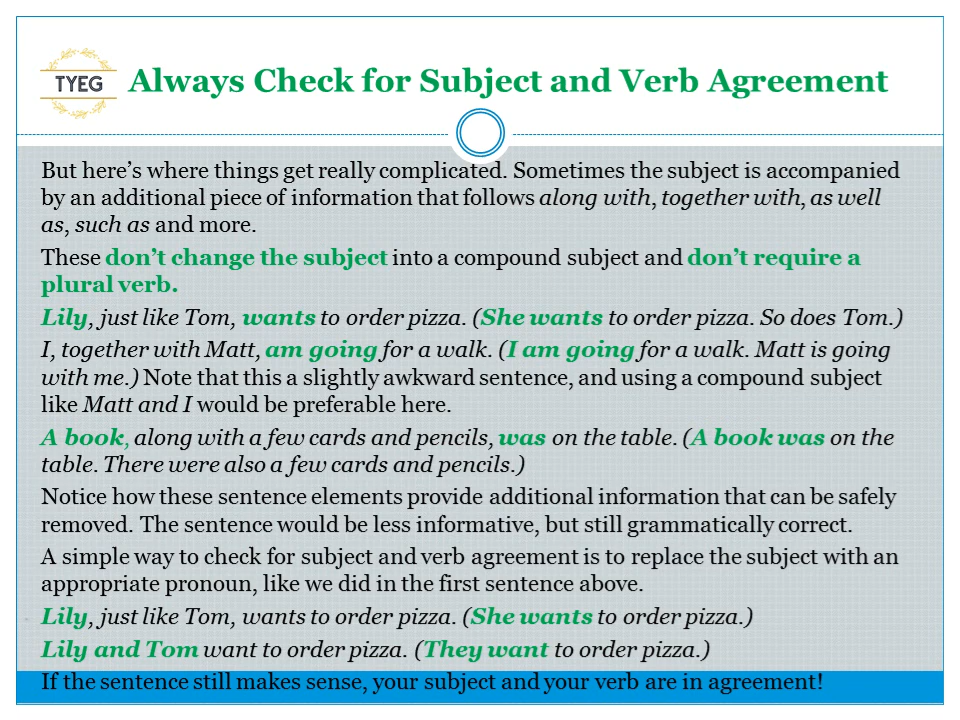 TYEG
Always Check for Subject and Verb Agreement
But here’s where things get really complicated. Sometimes the subject is accompanied
by an additional piece of information that follows along with, together with, as well
as, such as and more.
These don’t change the subject into a compound subject and don’t require a
plural verb.
Lily, just like Tom, wants to order pizza. (She wants to order pizza. So does Tom.)
I, together with Matt, am going for a walk. (I am going for a walk. Matt is going
with me.) Note that this a slightly awkward sentence, and using a compound subject
like Matt and I would be preferable here.
A book, along with a few cards and pencils, was on the table. (A book was on the
table. There were also a few cards and pencils.)
Notice how these sentence elements provide additional information that can be safely
removed. The sentence would be less informative, but still grammatically correct.
A simple way to check for subject and verb agreement is to replace the subject with an
appropriate pronoun, like we did in the first sentence above.
Lily, just like Tom, wants to order pizza. (She wants to order pizza.)
Lily and Tom want to order pizza. (They want to order pizza.)
If the sentence still makes sense, your subject and your verb are in agreement!